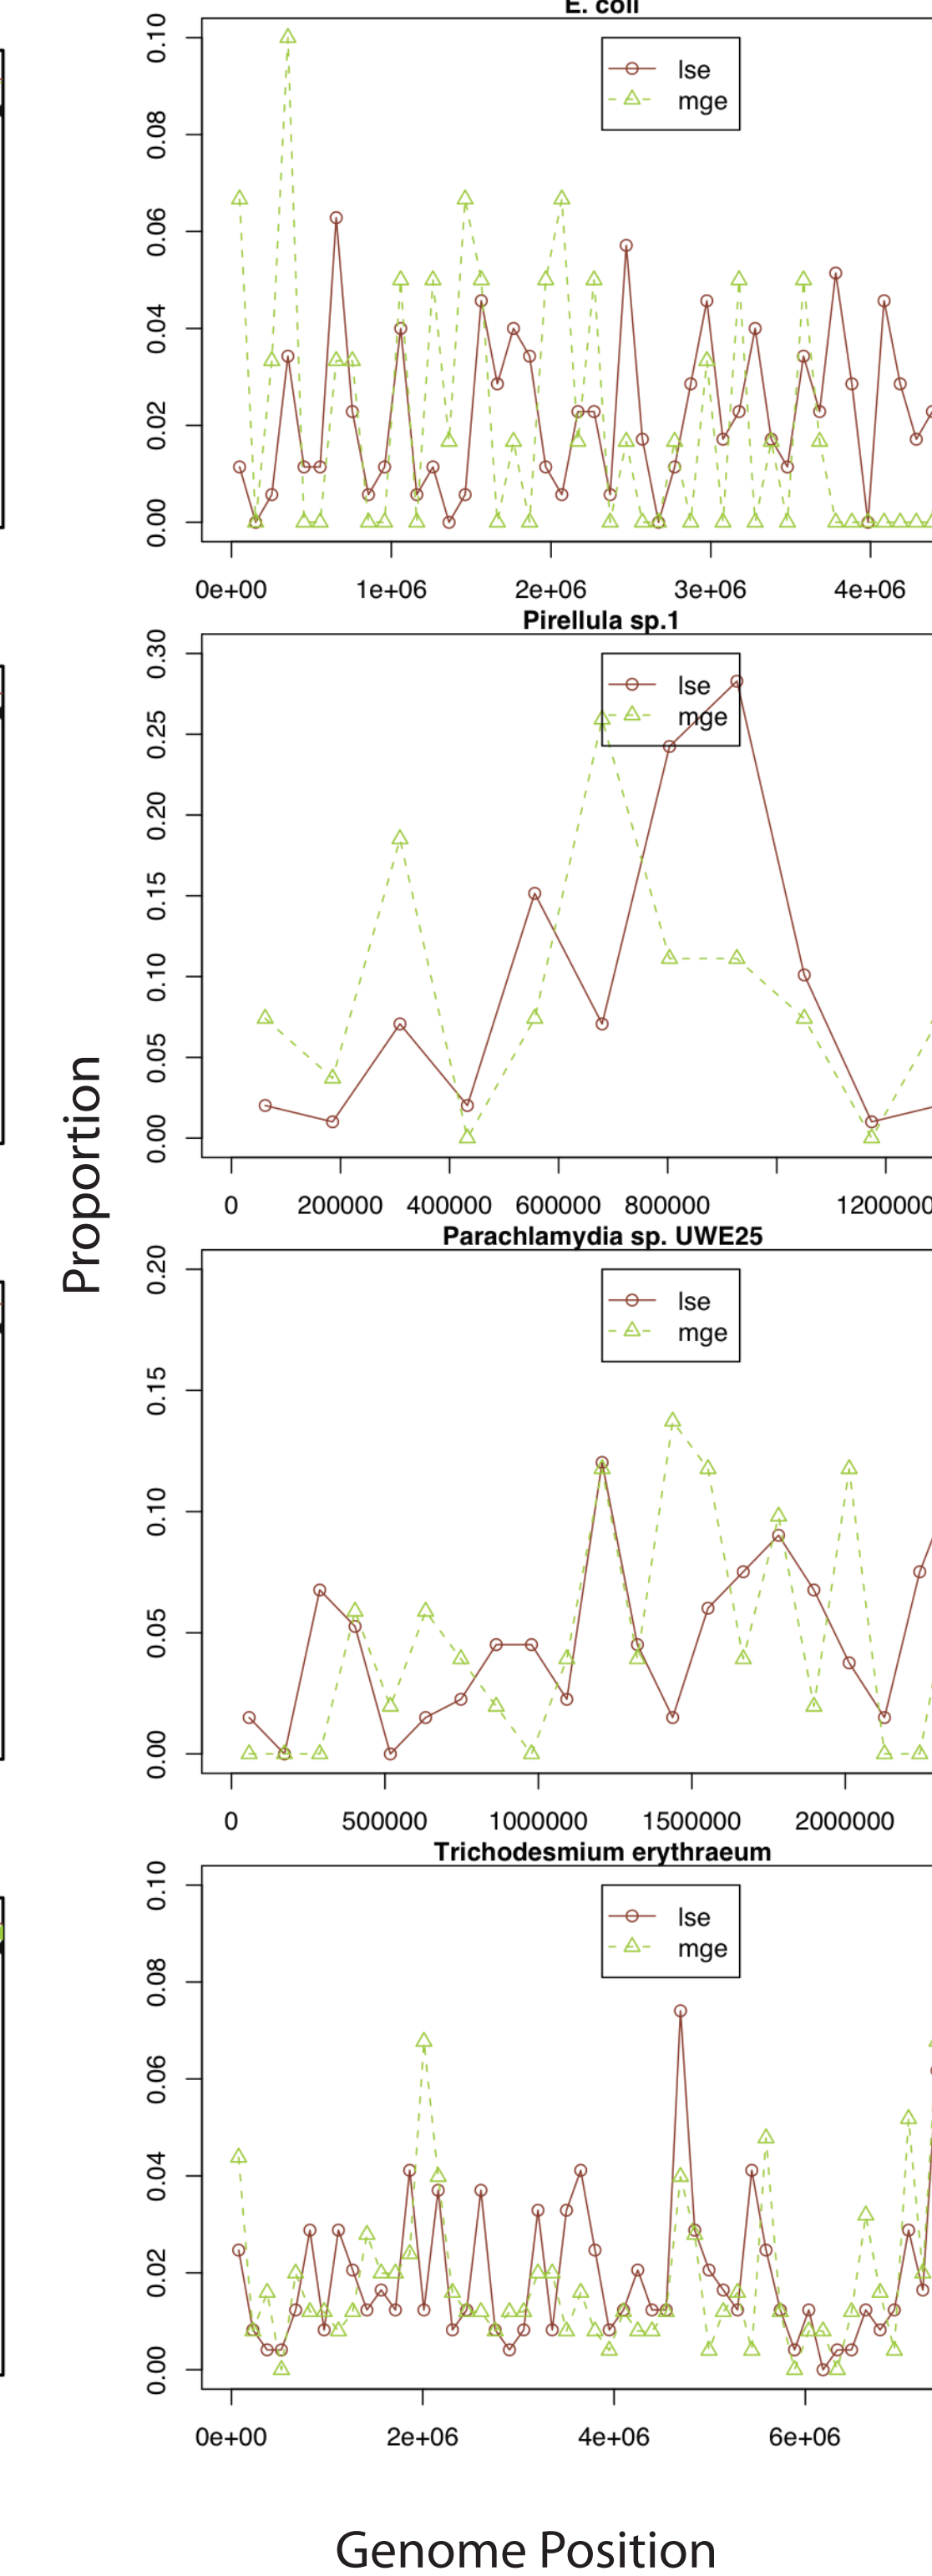 E. coli
0.10
0.08
0.06
0.04
0.02
0.00
lse
mge
0e+00 1e+06 2e+06 3e+06 4e+06
Pirellula sp.1
0.30
0.25
0.20
0.15
0.10
0.05
0.00
lse
mge
0 200000 400000 600000 800000 1200000
Proportion
Parachlamydia sp. UWE25
0.20
0.15
0.10
0.05
0.00
lse
mge
0 500000 1000000 1500000 2000000
Trichodesmium erythraeum
0.10
0.08
0.06
0.04
0.02
0.00
lse
mge
0e+00 2e+06 4e+06 6e+06
Genome Position